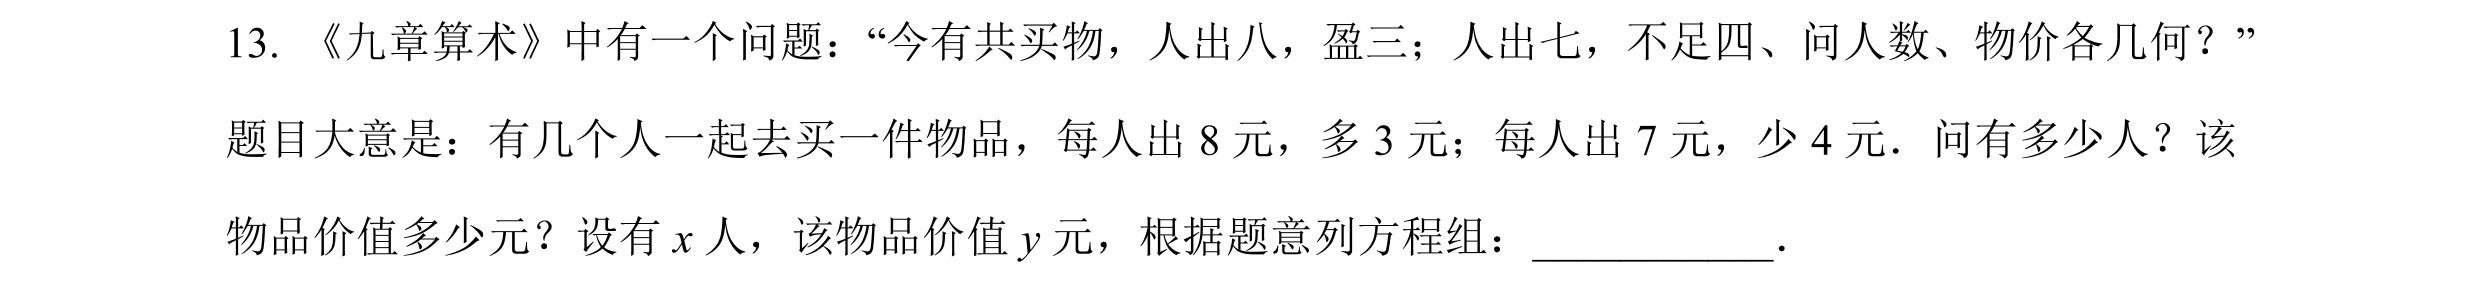 13. 《九章算术》中有一个问题：“今有共买物，人出八，盈三；人出七，不足四、问人数、物价各几何？”
题目大意是：有几个人一起去买一件物品，每人出 8 元，多 3 元；每人出 7 元，少 4 元．问有多少人？该
物品价值多少元？设有 x 人，该物品价值 y 元，根据题意列方程组：___________．